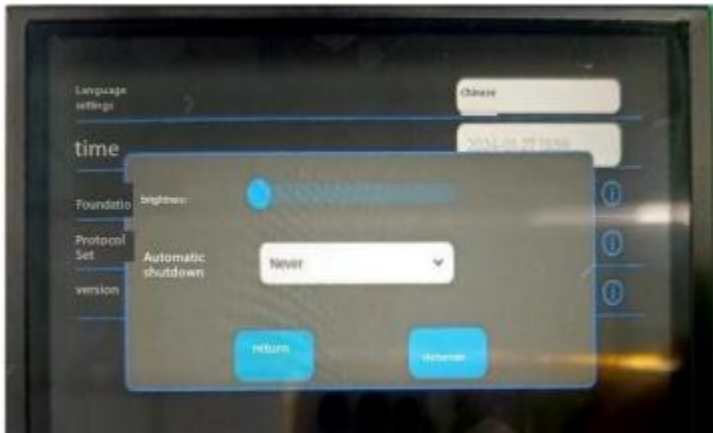 Language
settings
Chinese
time
Foundatio
brightness
Protocol
Set
Automatic
shutdown
Never
version
return